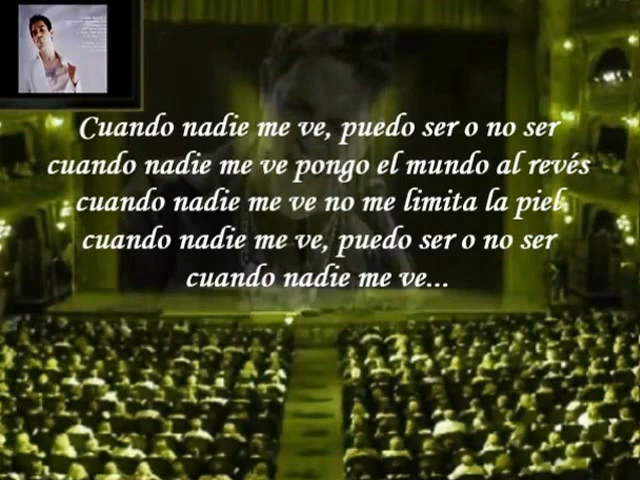 Cuando nadie me ve, puedo ser o no ser
cuando nadie me ve pongo el mundo al revés
cuando nadie me ve no me limita la piel
cuando nadie me ve, puedo ser o no ser
cuando nadie me ve...